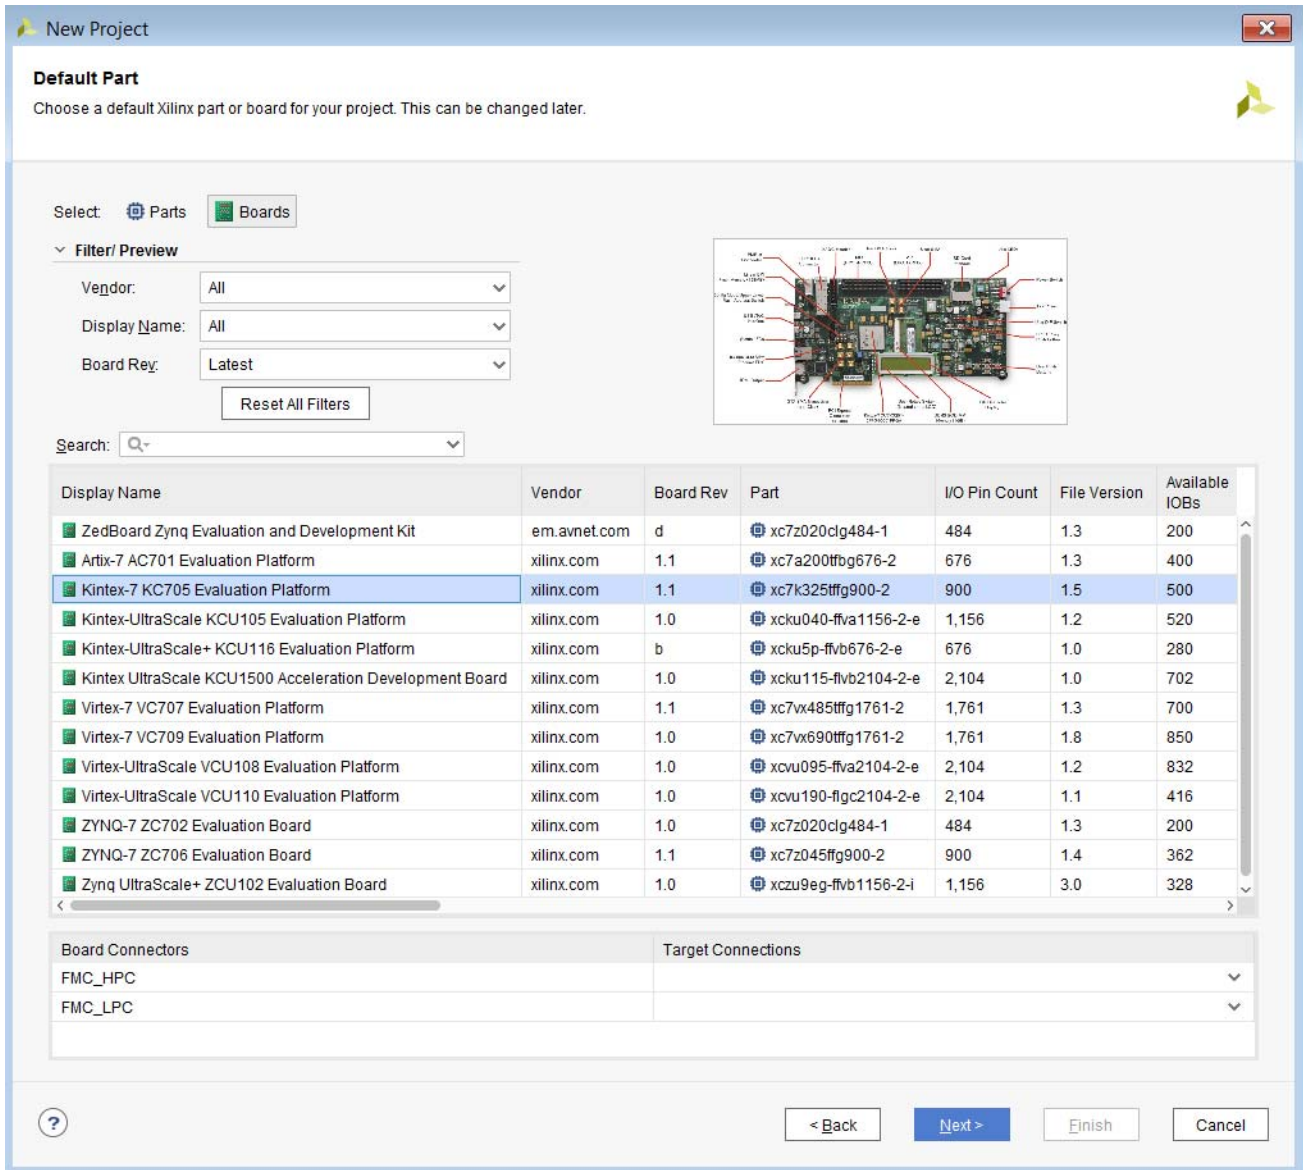 New Project
Default Part
Choose a default Xilinx part or board for your project. This can be changed later.
Select: Parts Boards
Filter/ Preview
Vendor: All
Display Name: All
Board Rev: Latest
Reset All Filters
Search:
Display Name Vendor Board Rev Part I/O Pin Count File Version Available IOBs
ZedBoard Zynq Evaluation and Development Kit em.avnet.com d xc7z020clg484-1 484 1.3 200
Artix-7 AC701 Evaluation Platform xilinx.com 1.1 xc7a200tfbg676-2 676 1.3 400
Kintex-7 KC705 Evaluation Platform xilinx.com 1.1 xc7k325tffg900-2 900 1.5 500
Kintex-UltraScale KCU105 Evaluation Platform xilinx.com 1.0 xcku040-ffva1156-2-e 1,156 1.2 520
Kintex-UltraScale+ KCU116 Evaluation Platform xilinx.com b xcku5p-ffvb676-2-e 676 1.0 280
Kintex UltraScale KCU1500 Acceleration Development Board xilinx.com 1.0 xcku115-flvb2104-2-e 2,104 1.0 702
Virtex-7 VC707 Evaluation Platform xilinx.com 1.1 xc7vx485tffg1761-2 1,761 1.3 700
Virtex-7 VC709 Evaluation Platform xilinx.com 1.0 xc7vx690tffg1761-2 1,761 1.8 850
Virtex-UltraScale VCU108 Evaluation Platform xilinx.com 1.0 xcvu095-ffva2104-2-e 2,104 1.2 832
Virtex-UltraScale VCU110 Evaluation Platform xilinx.com 1.0 xcvu190-flgc2104-2-e 2,104 1.1 416
ZYNQ-7 ZC702 Evaluation Board xilinx.com 1.0 xc7z020clg484-1 484 1.3 200
ZYNQ-7 ZC706 Evaluation Board xilinx.com 1.1 xc7z045ffg900-2 900 1.4 362
Zynq UltraScale+ ZCU102 Evaluation Board xilinx.com 1.0 xczu9eg-ffvb1156-2-i 1,156 3.0 328
Board Connectors Target Connections
FMC_HPC
FMC_LPC
? < Back Next > Finish Cancel